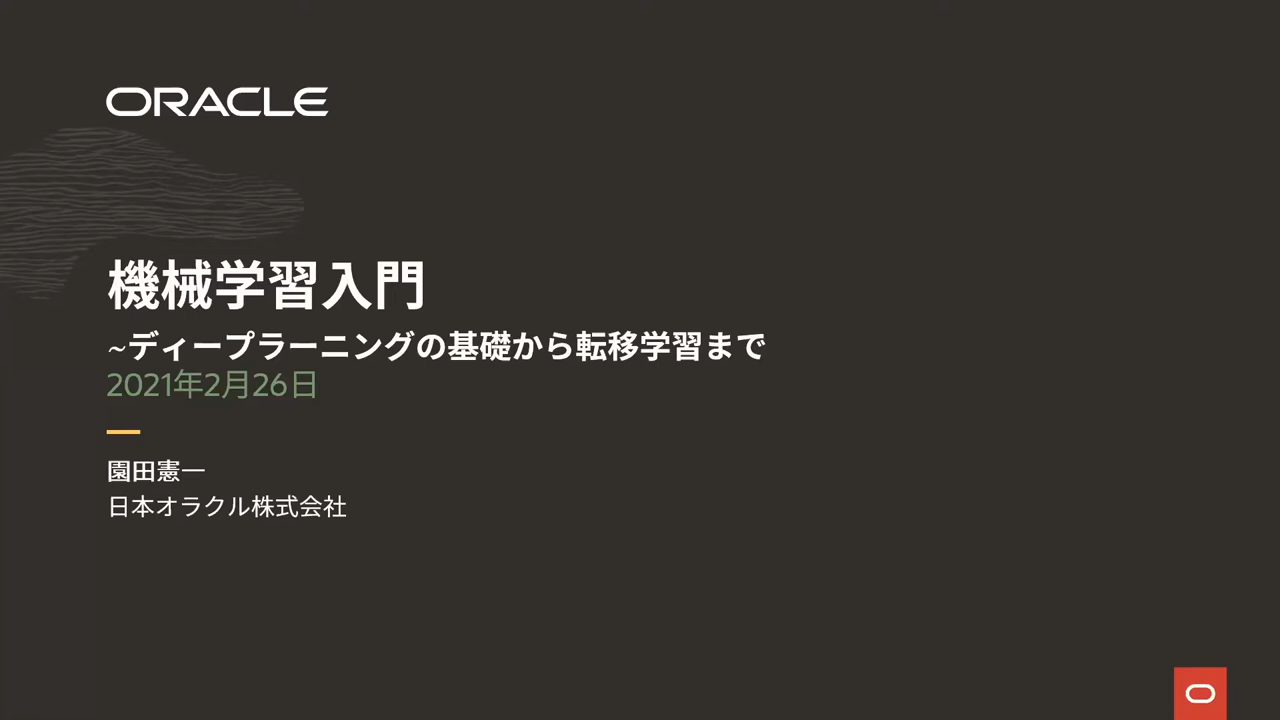 ORACLE
機械学習入門
~ディープラーニングの基礎から転移学習まで
2021年2月26日
園田憲一
日本オラクル株式会社